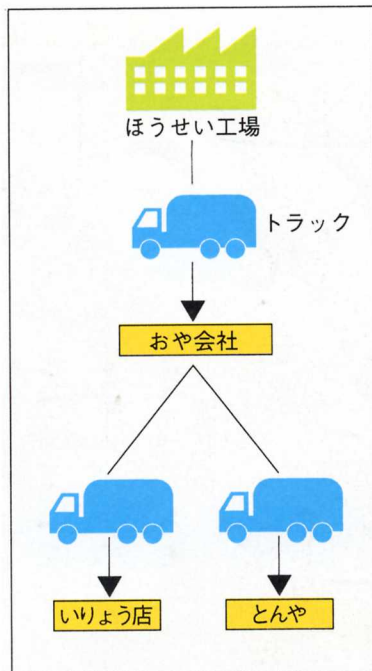 ほうせい工場
トラック
おや会社
いりょう店
とんや